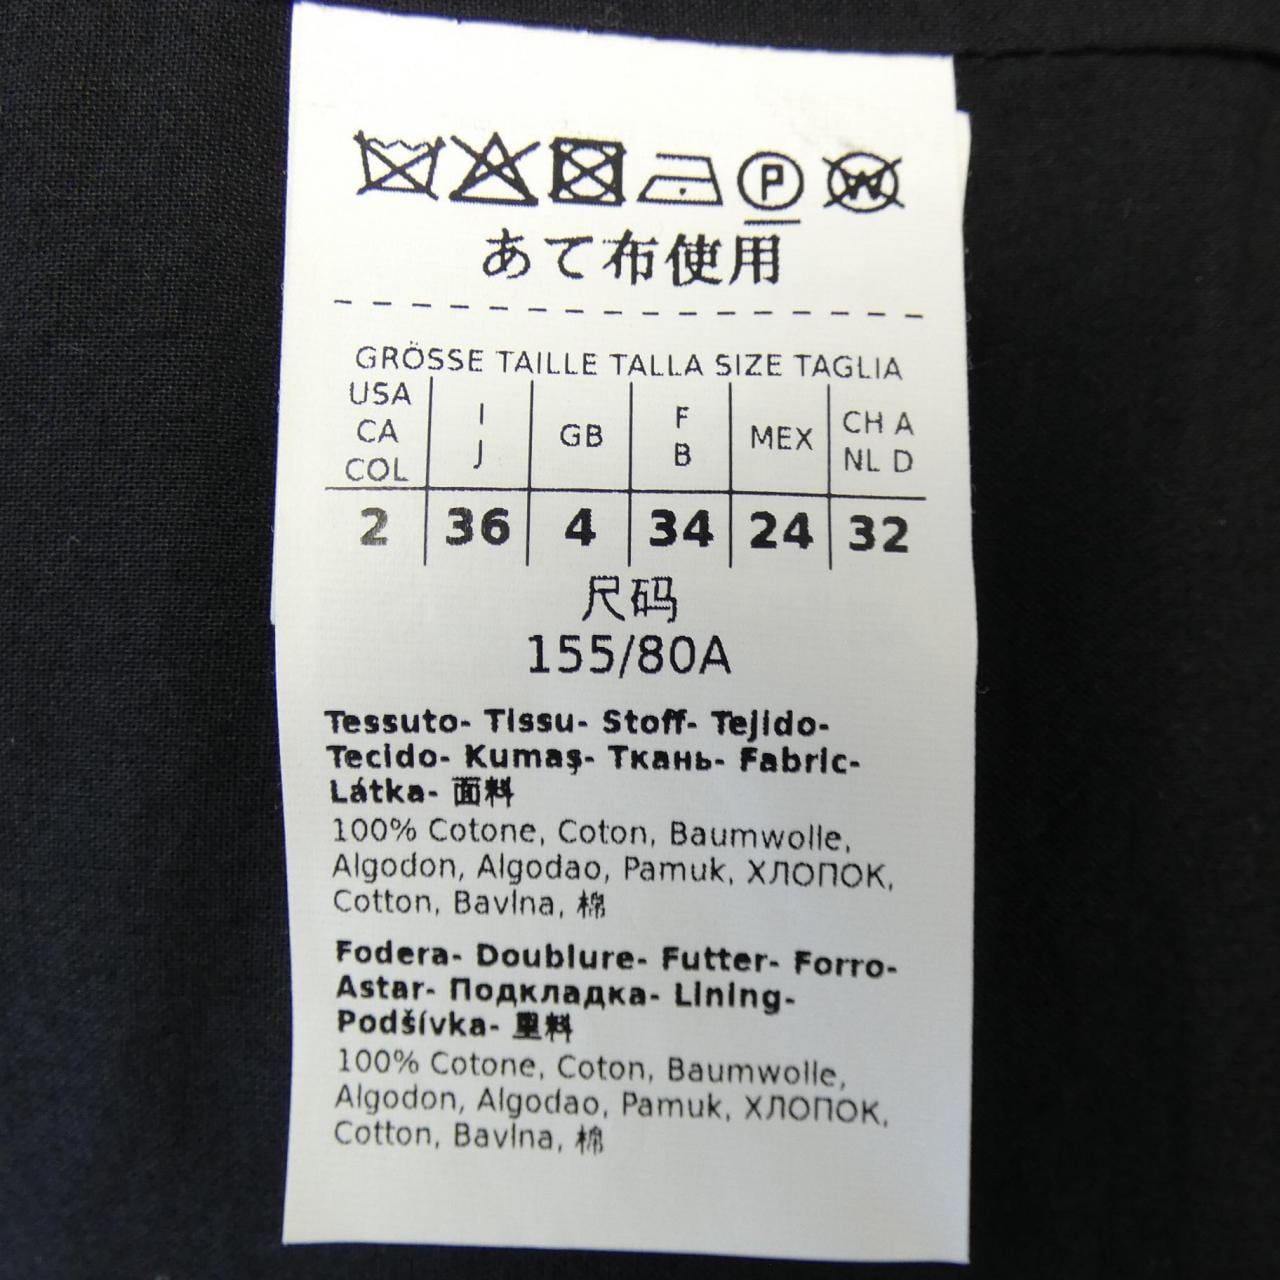 P W
あて布使用
GRÖSSE TAILLE TALLA SIZE TAGLIA
USA CA COL I J GB F B MEX CH A NL D
2 36 4 34 24 32
尺码
155/80A
Tessuto- Tissu- Stoff- Tejido-
Tecido- Kumaş- Ткань- Fabric-
Látka- 面料
100% Cotone, Coton, Baumwolle,
Algodon, Algodao, Pamuk, ХЛОПОК,
Cotton, Bavlna, 棉
Fodera- Doublure- Futter- Forro-
Astar- Подкладка- Lining-
Podšívka- 里料
100% Cotone, Coton, Baumwolle,
Algodon, Algodao, Pamuk, ХЛОПОК,
Cotton, Bavlna, 棉